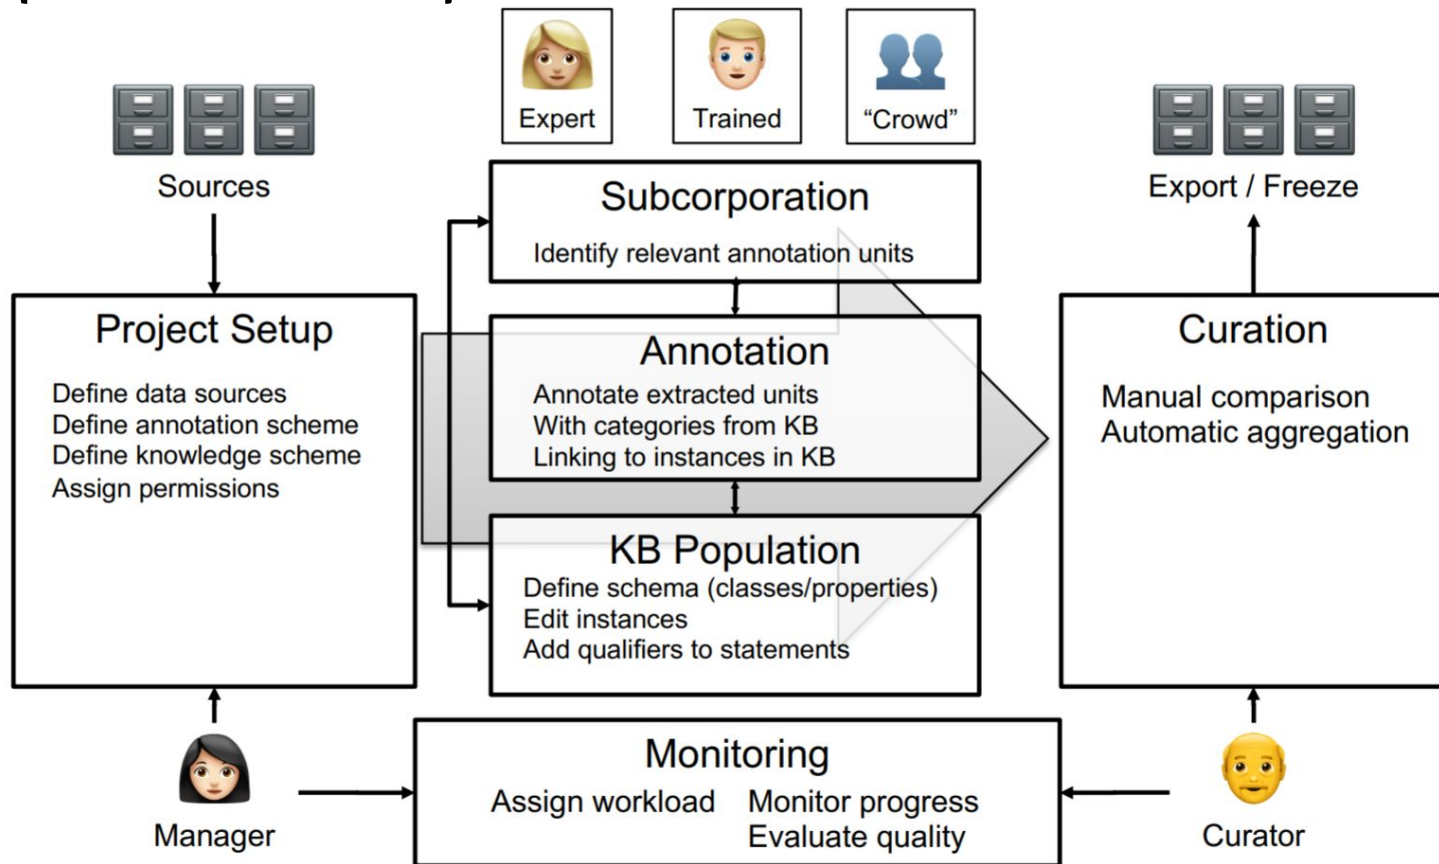 Expert
Trained
“Crowd”
Sources
Export / Freeze
Subcorporation
Identify relevant annotation units
Project Setup
Define data sources
Define annotation scheme
Define knowledge scheme
Assign permissions
Annotation
Annotate extracted units
With categories from KB
Linking to instances in KB
KB Population
Define schema (classes/properties)
Edit instances
Add qualifiers to statements
Curation
Manual comparison
Automatic aggregation
Monitoring
Assign workload
Monitor progress
Evaluate quality
Manager
Curator